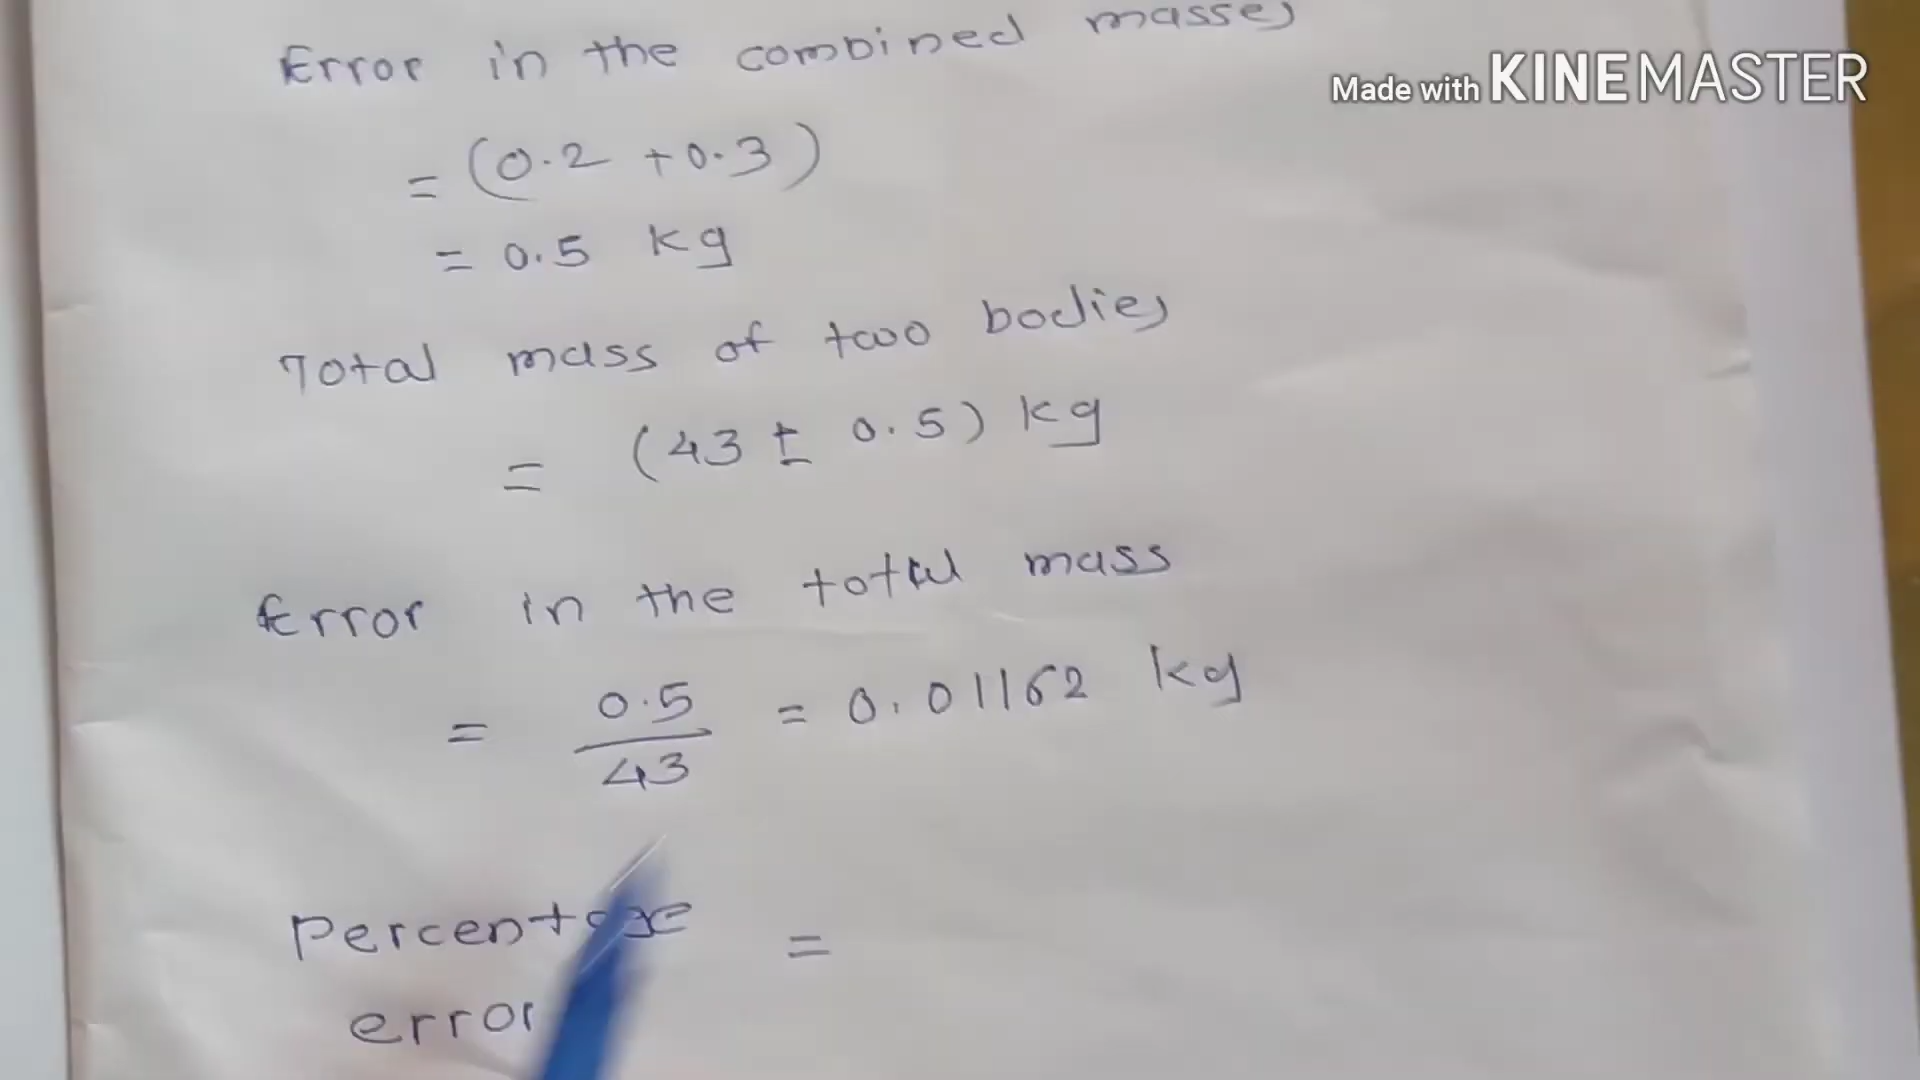 Error in the combined masses
Made with KINEMASTER
= (0.2 + 0.3)
= 0.5 kg
Total mass of two bodies
= (43 ± 0.5) kg
Error in the total mass
= 0.5/43 = 0.01162 kg
Percentage =
error